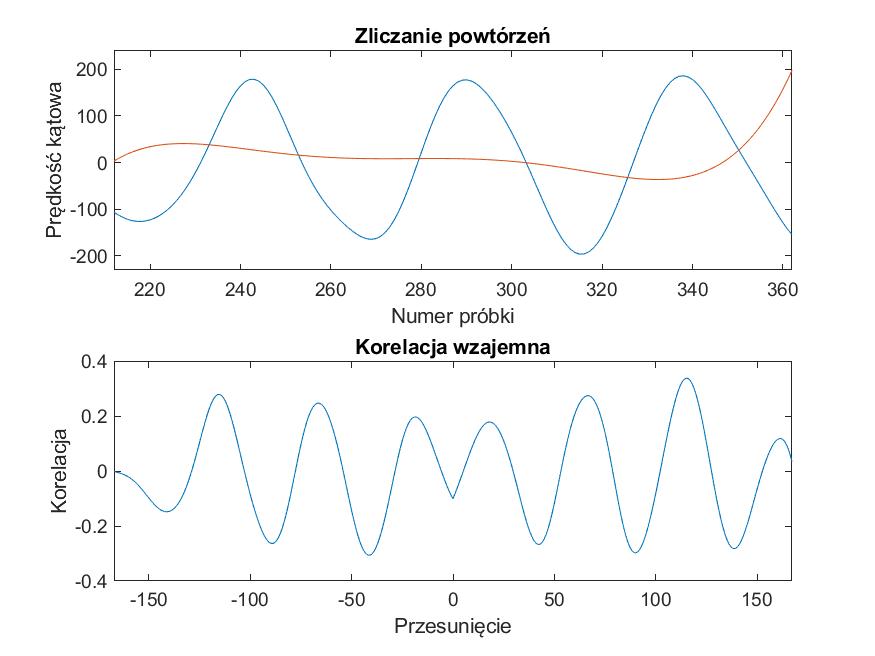 Zliczanie powtórzeń
Prędkość kątowa
200
100
0
-100
-200
220 240 260 280 300 320 340 360
Numer próbki
Korelacja wzajemna
Korelacja
0.4
0.2
0
-0.2
-0.4
-150 -100 -50 0 50 100 150
Przesunięcie